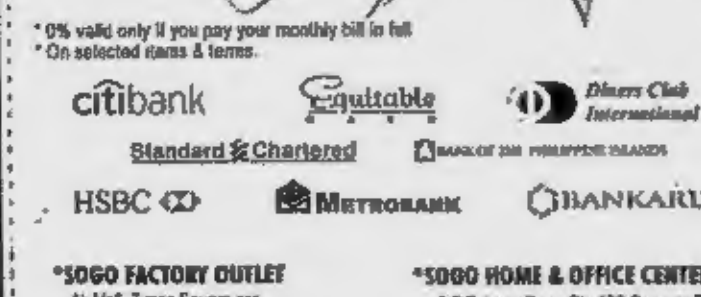 * 0% valid only if you pay your monthly bill in full
* On selected items & terms.
citibank
Equitable
Diners Club
International
Standard Chartered
BANK OF THE PHILIPPINE ISLANDS
HSBC
METROBANK
BANKARD
*SOGO FACTORY OUTLET
*SOGO HOME & OFFICE CENTER